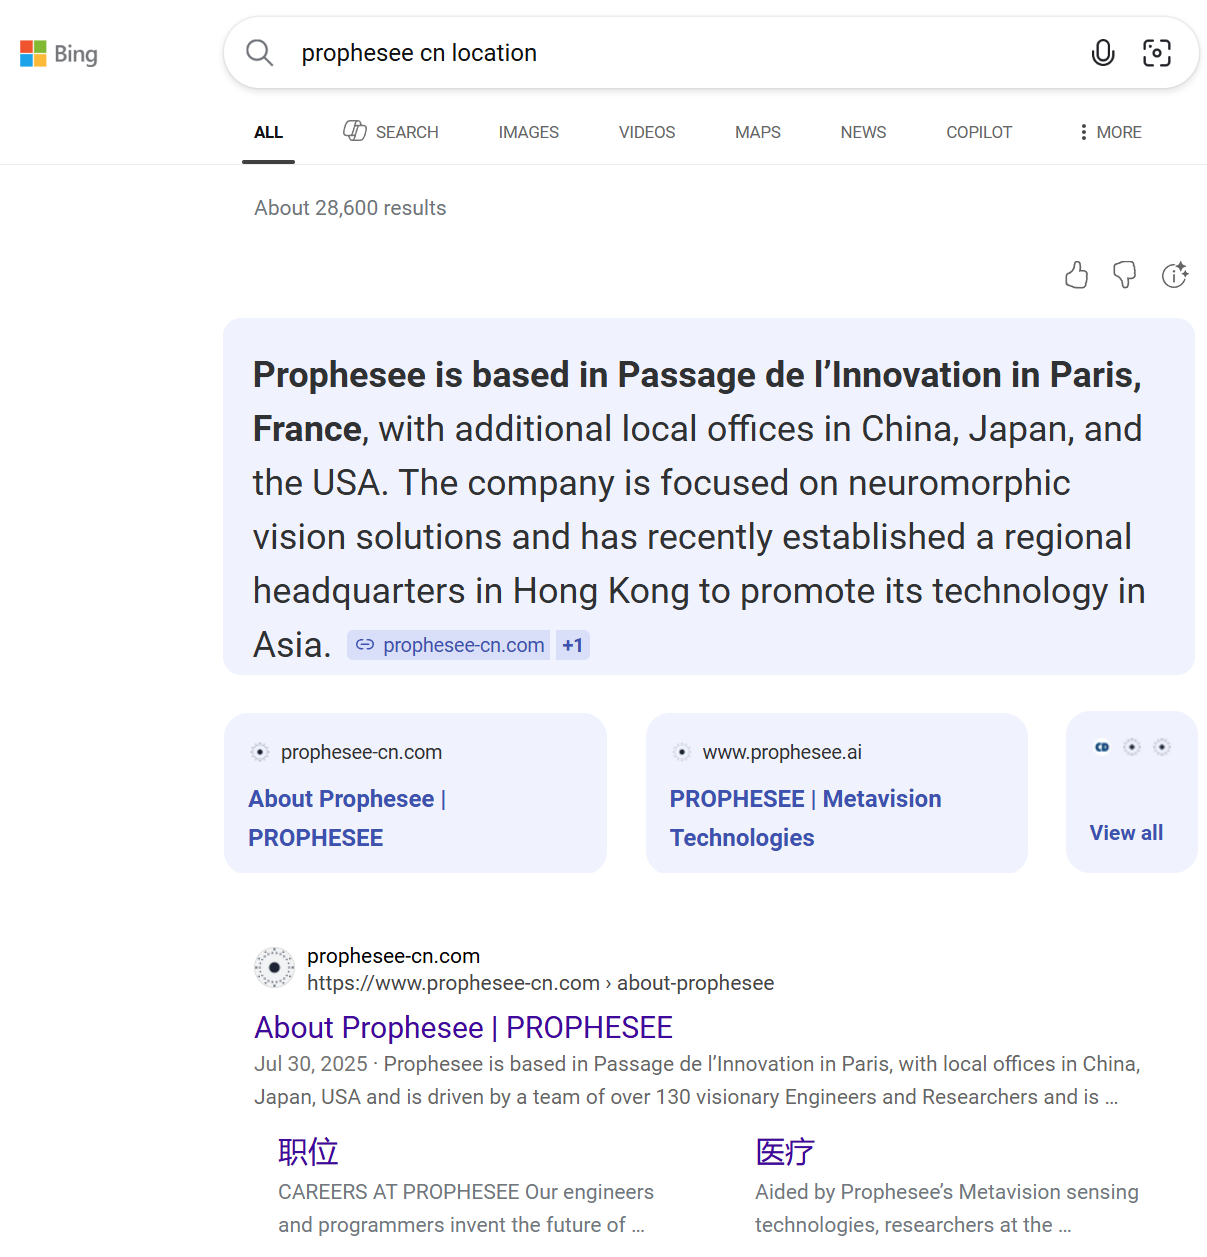 Bing
prophesee cn location
ALL SEARCH IMAGES VIDEOS MAPS NEWS COPILOT MORE
About 28,600 results
Prophesee is based in Passage de l’Innovation in Paris,
France, with additional local offices in China, Japan, and
the USA. The company is focused on neuromorphic
vision solutions and has recently established a regional
headquarters in Hong Kong to promote its technology in
Asia. prophesee-cn.com +1
prophesee-cn.com
About Prophesee |
PROPHESEE
www.prophesee.ai
PROPHESEE | Metavision
Technologies
View all
prophesee-cn.com
https://www.prophesee-cn.com › about-prophesee
About Prophesee | PROPHESEE
Jul 30, 2025 · Prophesee is based in Passage de l’Innovation in Paris, with local offices in China,
Japan, USA and is driven by a team of over 130 visionary Engineers and Researchers and is ...
职位
CAREERS AT PROPHESEE Our engineers
and programmers invent the future of ...
医疗
Aided by Prophesee’s Metavision sensing
technologies, researchers at the ...